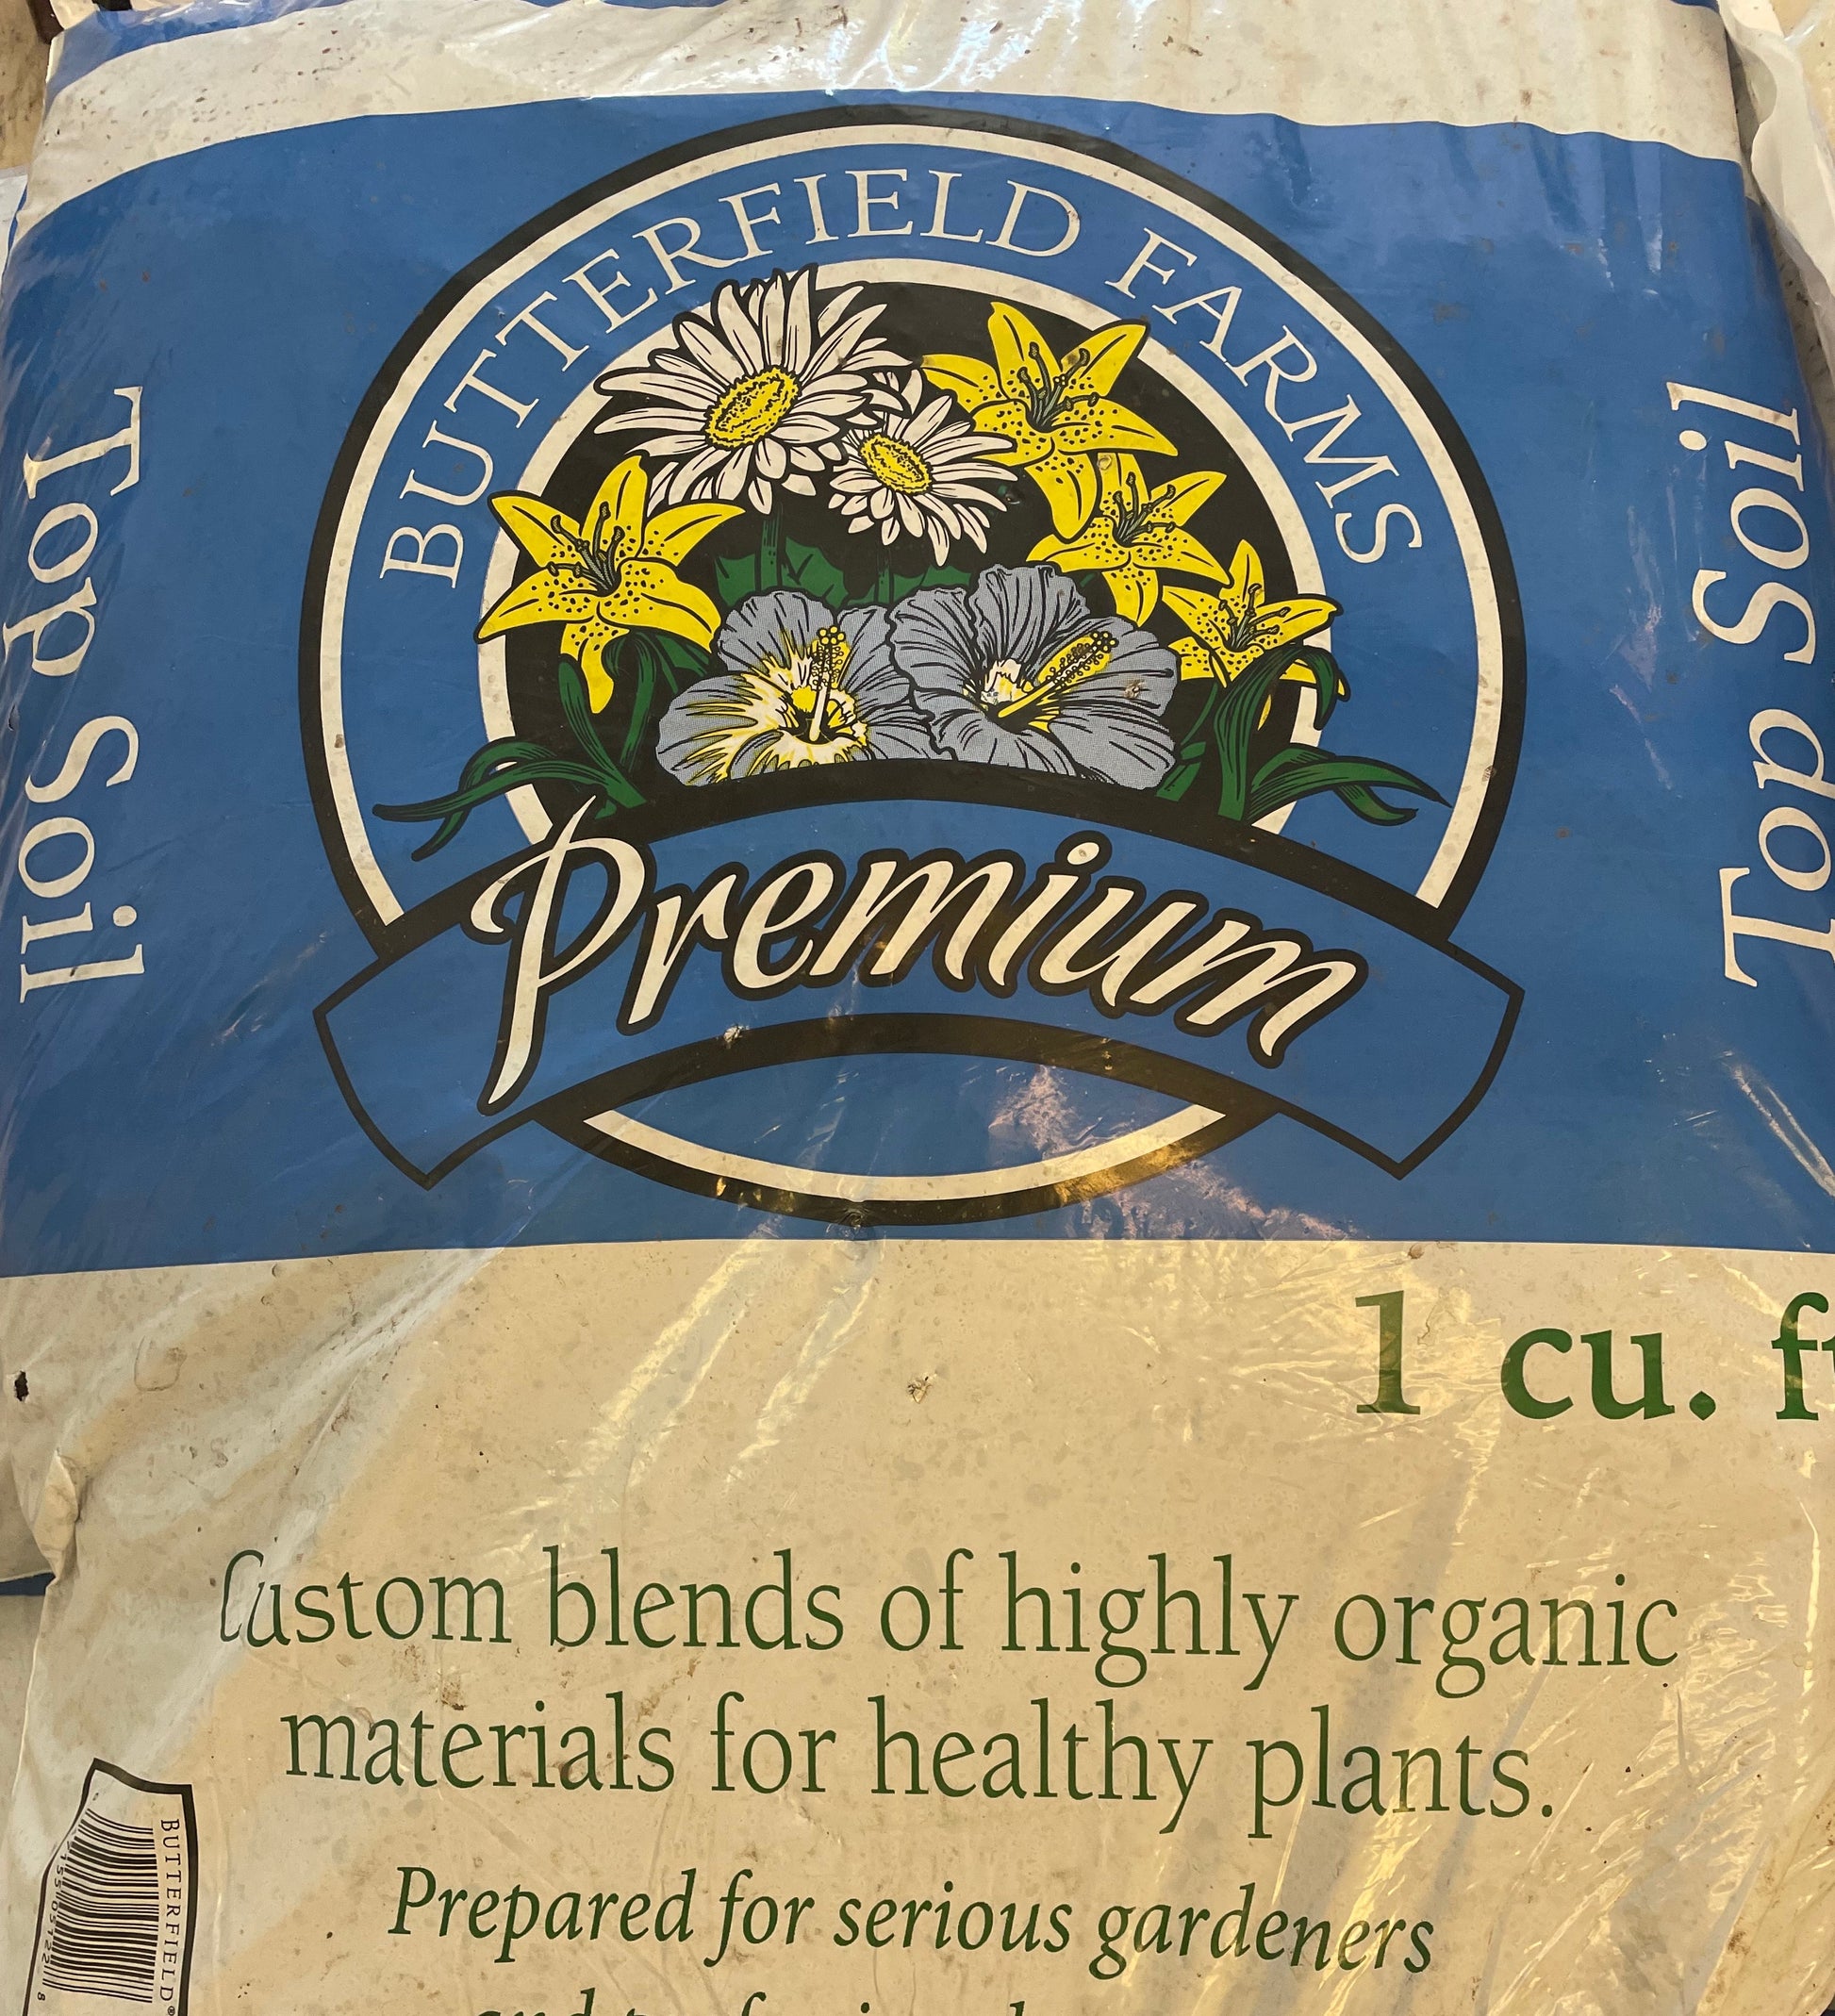 BUTTERFIELD FARMS
Top Soil
Top Soil
Premium
1 cu. ft
Custom blends of highly organic
materials for healthy plants.
Prepared for serious gardeners
BUTTERFIELD®